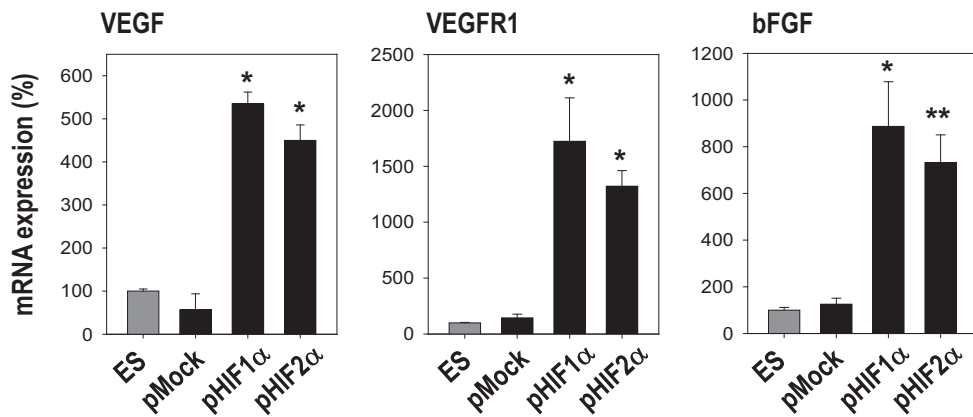 VEGF
VEGFR1
bFGF
mRNA expression (%)
600
500
400
300
200
100
0
*
*
ES
pMock
pHIF1α
pHIF2α
2500
2000
1500
1000
500
0
*
*
ES
pMock
pHIF1α
pHIF2α
1200
1000
800
600
400
200
0
*
**
ES
pMock
pHIF1α
pHIF2α